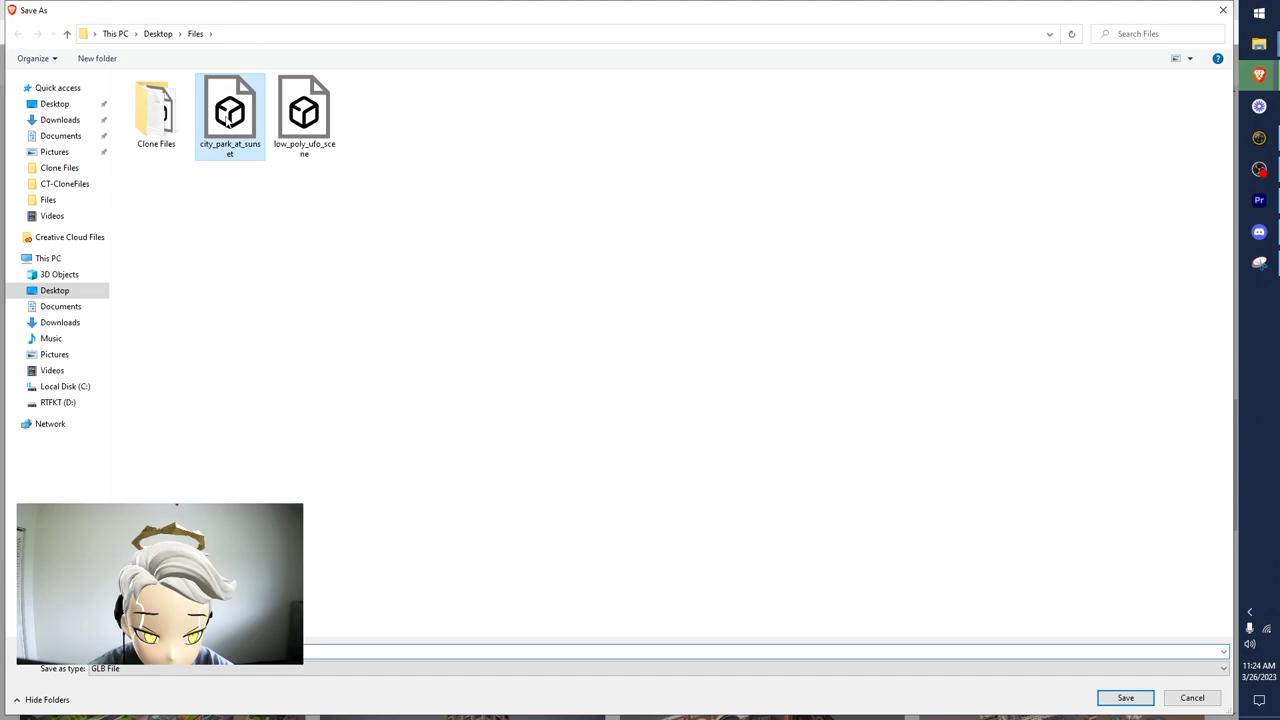 Save As
This PC > Desktop > Files >
Search Files
Organize
New folder
Quick access
Desktop
Downloads
Documents
Pictures
Clone Files
CT-CloneFiles
Files
Videos
Creative Cloud Files
This PC
3D Objects
Desktop
Documents
Downloads
Music
Pictures
Videos
Local Disk (C:)
RTFKT (D:)
Network
Clone Files
city_park_at_suns
et
low_poly_ufo_sce
ne
Save as type:
GLB File
Hide Folders
Save
Cancel
Pr
11:24 AM
3/26/2023